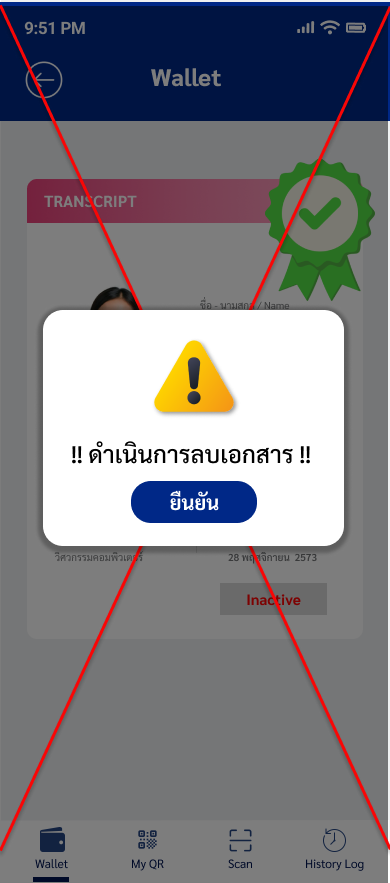 9:51 PM
Wallet
TRANSCRIPT
ชื่อ - นามสกุล / Name
!! ดำเนินการลบเอกสาร !!
ยืนยัน
วิศวกรรมคอมพิวเตอร์
28 พฤศจิกายน 2573
Inactive
Wallet
My QR
Scan
History Log